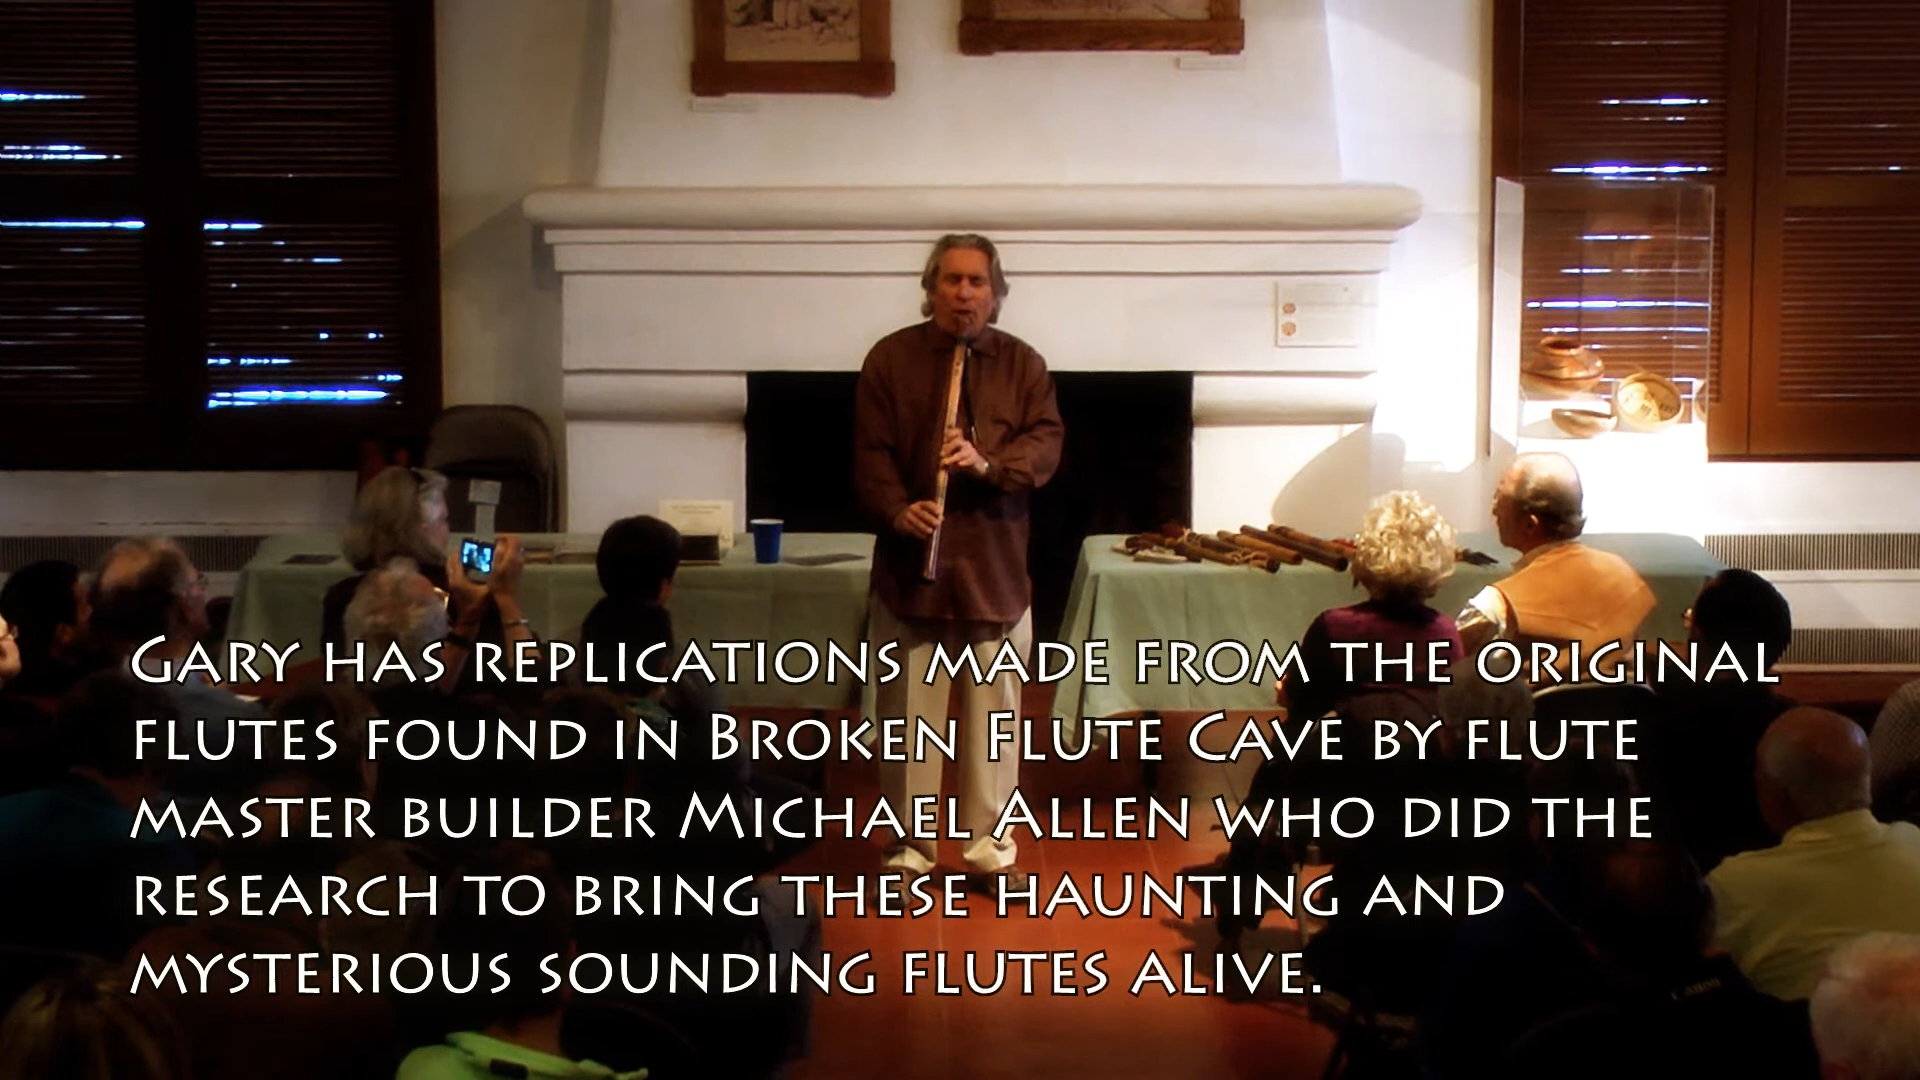 Gary has replications made from the original
flutes found in Broken Flute Cave by flute
master builder Michael Allen who did the
research to bring these haunting and
mysterious sounding flutes alive.
Canon